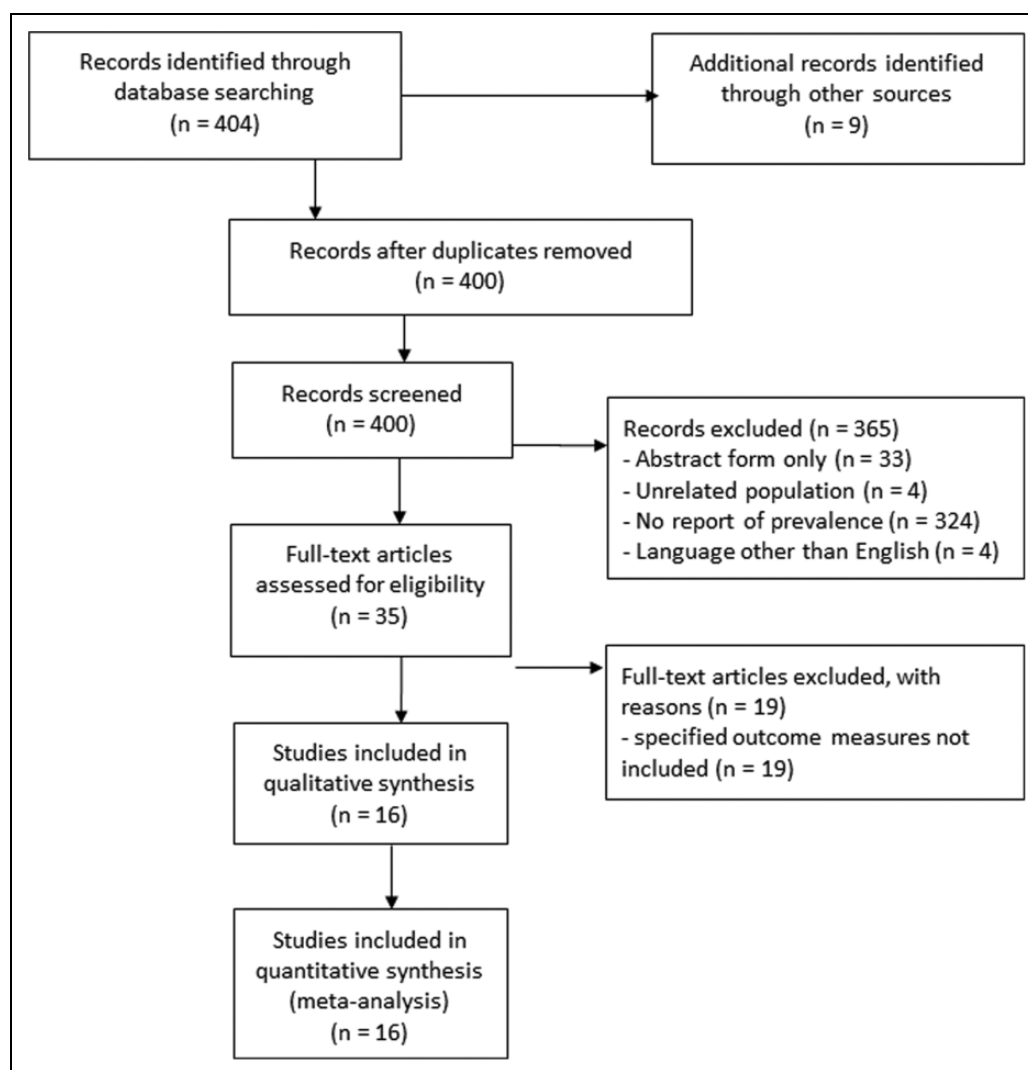 Records identified through
database searching
(n = 404)
Additional records identified
through other sources
(n = 9)
Records after duplicates removed
(n = 400)
Records screened
(n = 400)
Records excluded (n = 365)
- Abstract form only (n = 33)
- Unrelated population (n = 4)
- No report of prevalence (n = 324)
- Language other than English (n = 4)
Full-text articles
assessed for eligibility
(n = 35)
Full-text articles excluded, with
reasons (n = 19)
- specified outcome measures not
included (n = 19)
Studies included in
qualitative synthesis
(n = 16)
Studies included in
quantitative synthesis
(meta-analysis)
(n = 16)